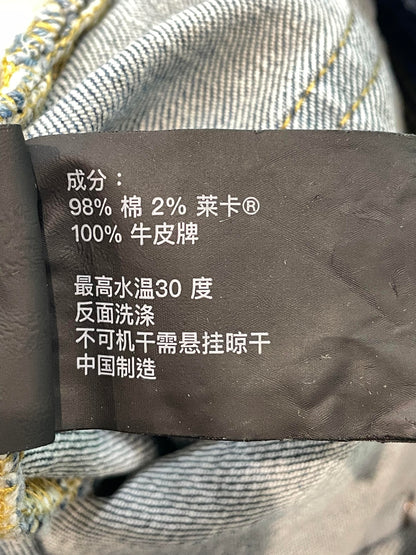 成分：
98% 棉 2% 莱卡®
100% 牛皮牌
最高水温30 度
反面洗涤
不可机干需悬挂晾干
中国制造